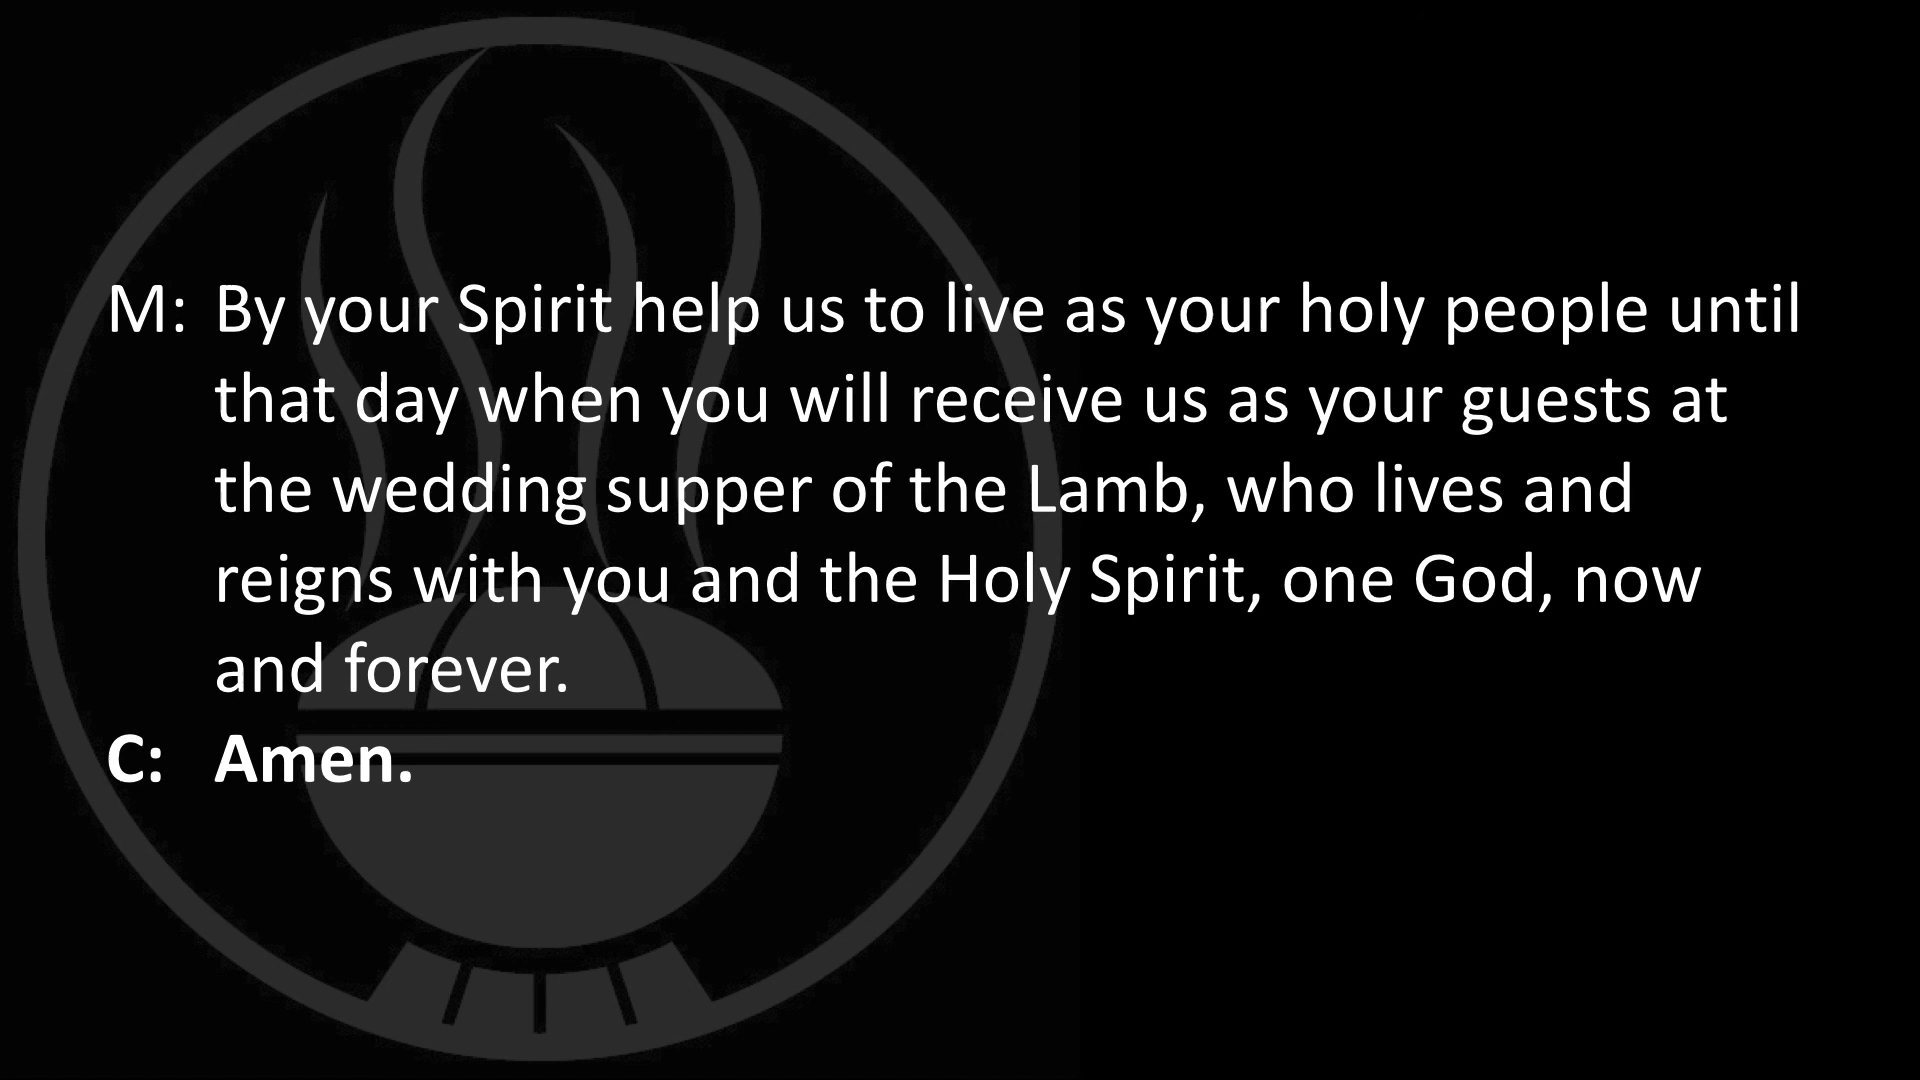 M: By your Spirit help us to live as your holy people until
that day when you will receive us as your guests at
the wedding supper of the Lamb, who lives and
reigns with you and the Holy Spirit, one God, now
and forever.
C: Amen.